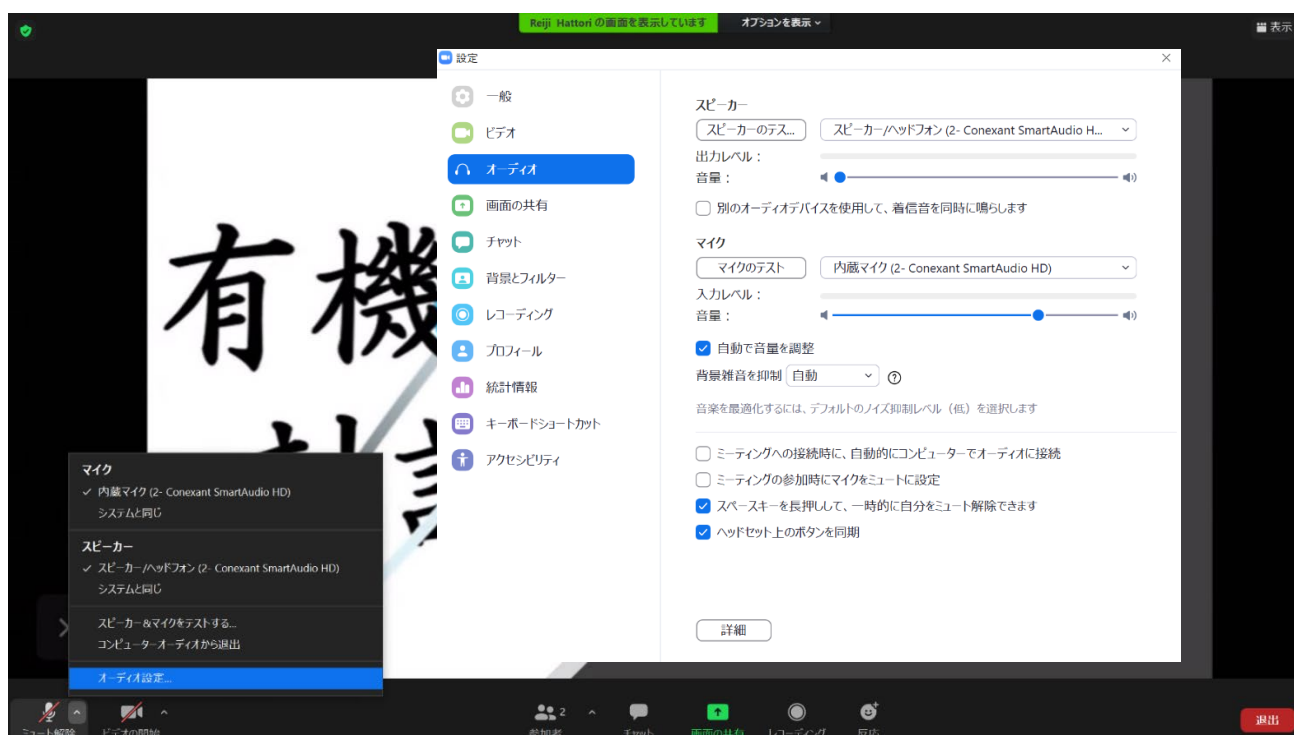 Reiji Hattori の画面を表示しています
オプションを表示
表示
設定
一般
ビデオ
オーディオ
画面の共有
チャット
背景とフィルター
レコーディング
プロフィール
統計情報
キーボードショートカット
アクセシビリティ
スピーカー
スピーカーのテス... スピーカー/ヘッドフォン (2- Conexant SmartAudio H...
出力レベル：
音量：
別のオーディオデバイスを使用して、着信音を同時に鳴らします
マイク
マイクのテスト 内蔵マイク (2- Conexant SmartAudio HD)
入力レベル：
音量：
自動で音量を調整
背景雑音を抑制 自動
音楽を最適化するには、デフォルトのノイズ抑制レベル（低）を選択します
ミーティングへの接続時に、自動的にコンピューターでオーディオに接続
ミーティングの参加時にマイクをミュートに設定
スペースキーを長押しして、一時的に自分をミュート解除できます
ヘッドセット上のボタンを同期
詳細
有機
マイク
内蔵マイク (2- Conexant SmartAudio HD)
システムと同じ
スピーカー
スピーカー/ヘッドフォン (2- Conexant SmartAudio HD)
システムと同じ
スピーカー&マイクをテストする...
コンピューターオーディオから退出
オーディオ設定...
ミュート解除 ビデオの開始 参加者 2 チャット 画面の共有 レコーディング 反応 退出